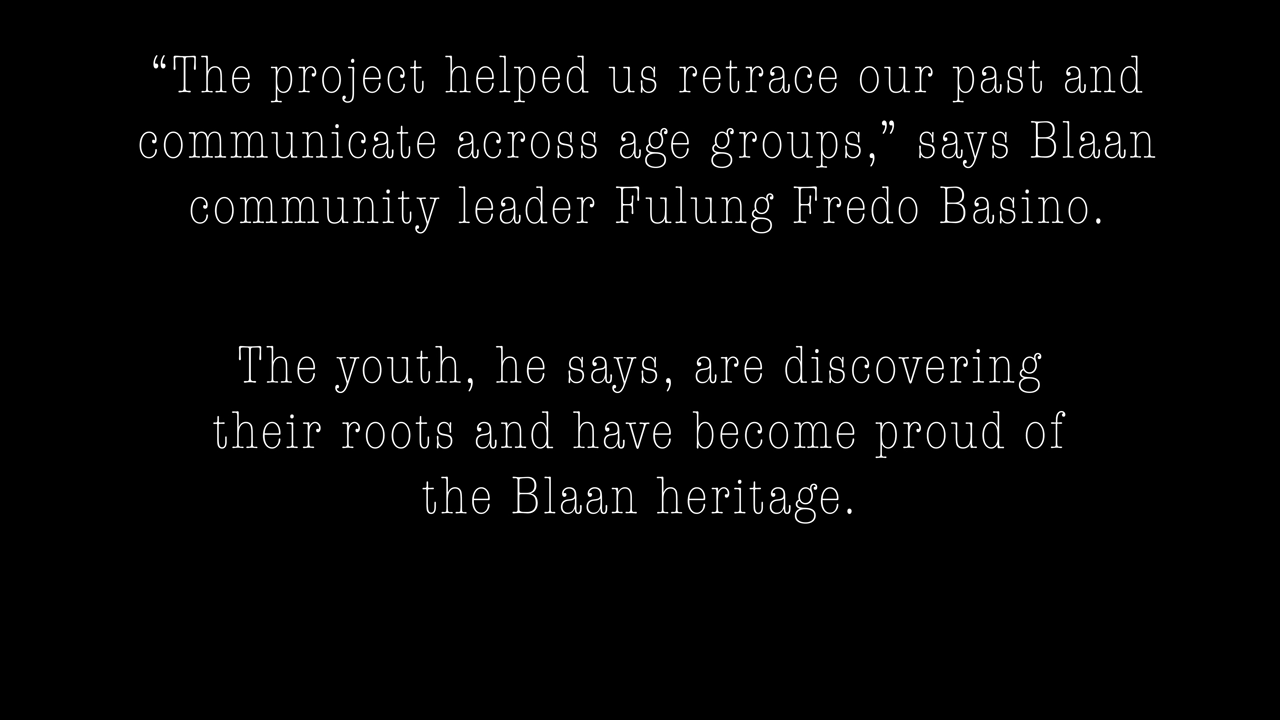 “The project helped us retrace our past and
communicate across age groups,” says Blaan
community leader Fulung Fredo Basino.
The youth, he says, are discovering
their roots and have become proud of
the Blaan heritage.